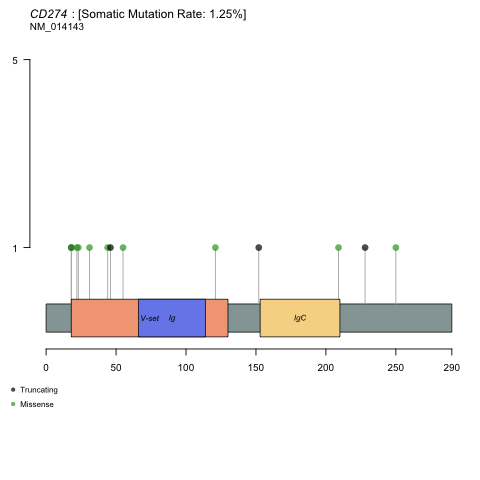 CD274 : [Somatic Mutation Rate: 1.25%]
NM_014143
5
1
V-set Ig IgC
0 50 100 150 200 250 290
Truncating
Missense